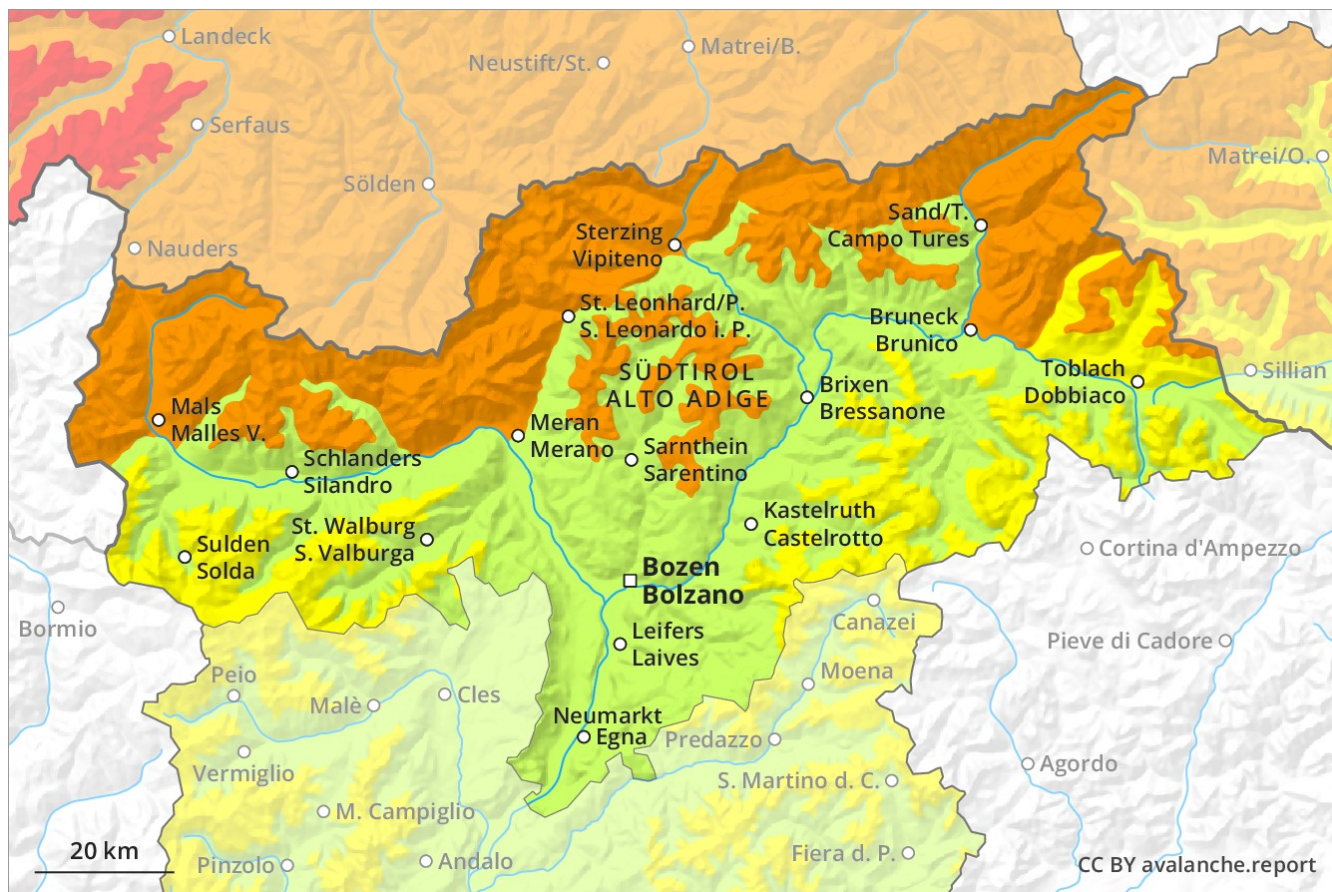 Landeck
Matrei/B.
Neustift/St.
Serfaus
Matrei/O.
Sölden
Sand/T.
Campo Tures
Sterzing
Vipiteno
Nauders
St. Leonhard/P.
S. Leonardo i. P.
Bruneck
Brunico
Toblach
Dobbiaco
Sillian
SÜDTIROL
ALTO ADIGE
Brixen
Bressanone
Mals
Malles V.
Meran
Merano
Sarnthein
Sarentino
Schlanders
Silandro
Kastelruth
Castelrotto
St. Walburg
S. Valburga
Sulden
Solda
Cortina d'Ampezzo
Bozen
Bolzano
Bormio
Canazei
Leifers
Laives
Pieve di Cadore
Peio
Moena
Malè
Cles
Neumarkt
Egna
Predazzo
Vermiglio
Agordo
S. Martino d. C.
M. Campiglio
20 km
Pinzolo
Andalo
Fiera d. P.
CC BY avalanche.report